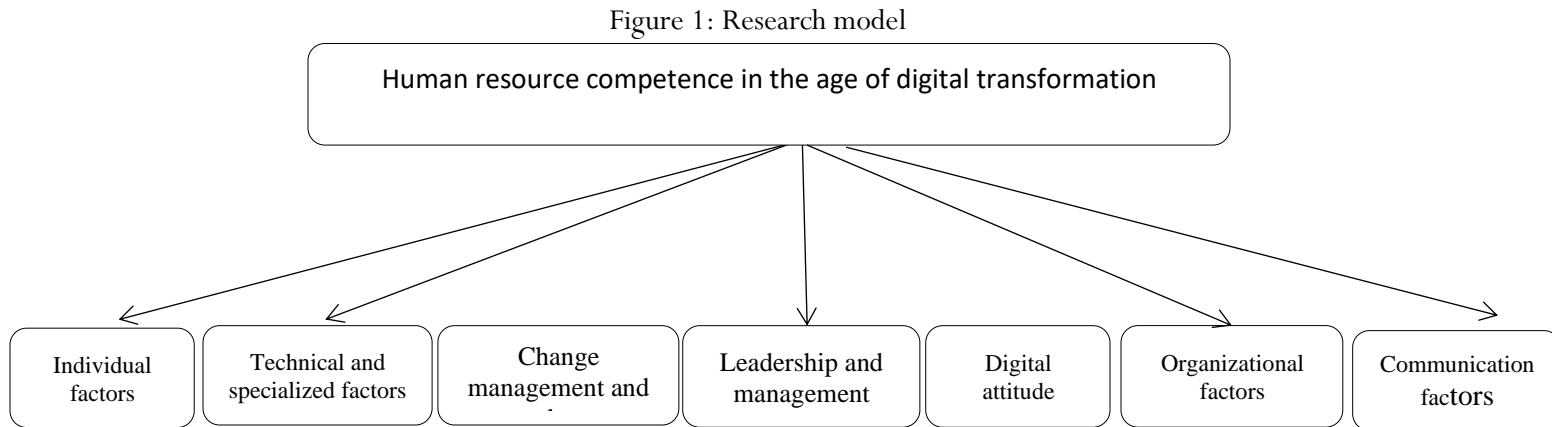 Figure 1: Research model
Human resource competence in the age of digital transformation
Individual
factors
Technical and
specialized factors
Change
management and
Leadership and
management
Digital
attitude
Organizational
factors
Communication
factors